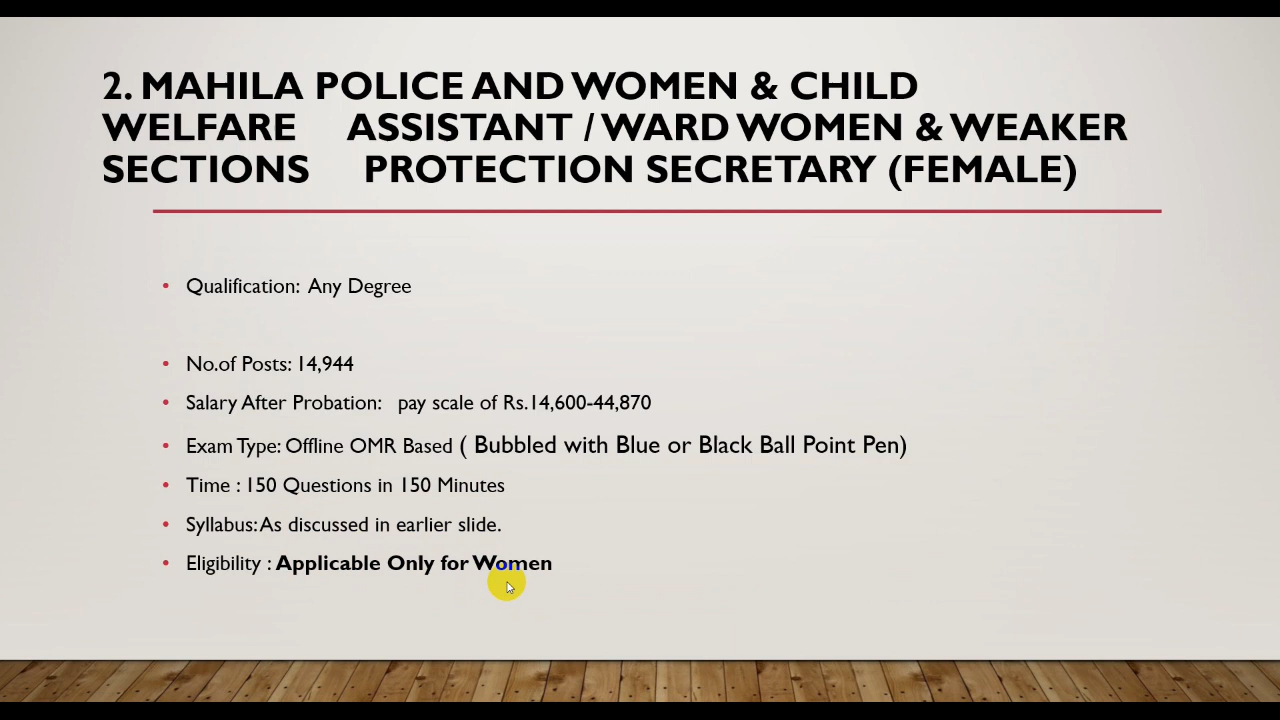 2. MAHILA POLICE AND WOMEN & CHILD
WELFARE ASSISTANT / WARD WOMEN & WEAKER
SECTIONS PROTECTION SECRETARY (FEMALE)
• Qualification: Any Degree
• No.of Posts: 14,944
• Salary After Probation: pay scale of Rs.14,600-44,870
• Exam Type: Offline OMR Based ( Bubbled with Blue or Black Ball Point Pen)
• Time : 150 Questions in 150 Minutes
• Syllabus: As discussed in earlier slide.
• Eligibility : Applicable Only for Women